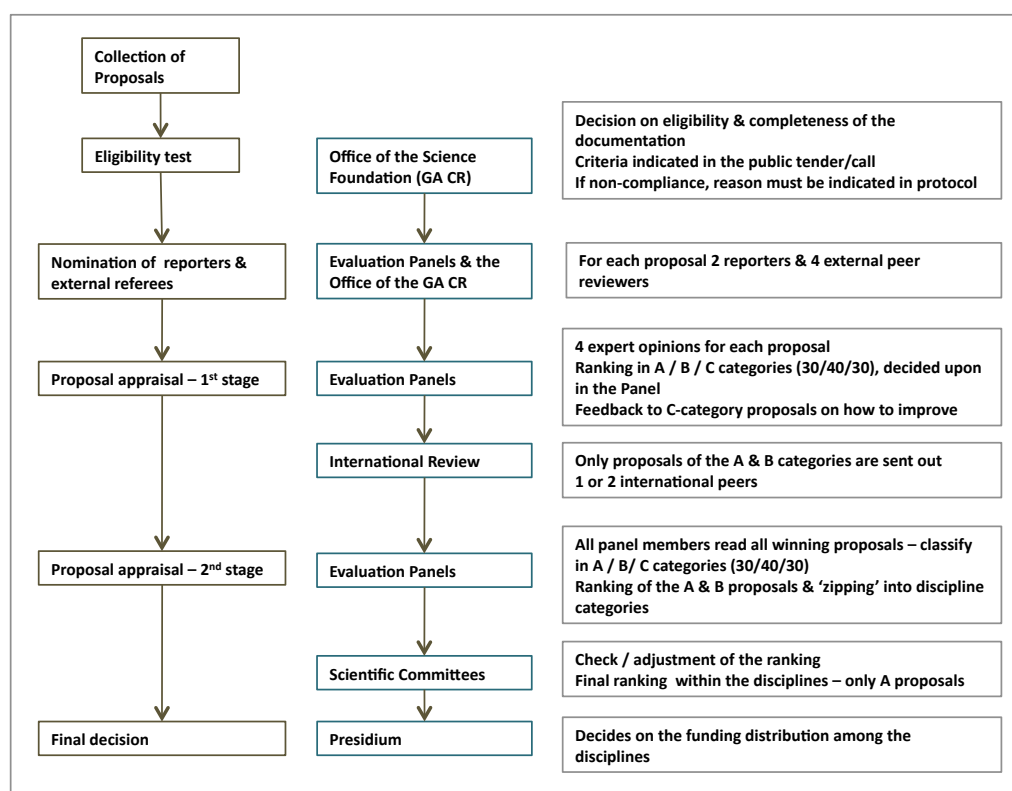 Collection of
Proposals
Eligibility test
Office of the Science
Foundation (GA CR)
Decision on eligibility & completeness of the
documentation
Criteria indicated in the public tender/call
If non-compliance, reason must be indicated in protocol
Nomination of reporters &
external referees
Evaluation Panels & the
Office of the GA CR
For each proposal 2 reporters & 4 external peer
reviewers
Proposal appraisal – 1st stage
Evaluation Panels
4 expert opinions for each proposal
Ranking in A / B / C categories (30/40/30), decided upon
in the Panel
Feedback to C-category proposals on how to improve
International Review
Only proposals of the A & B categories are sent out
1 or 2 international peers
Proposal appraisal – 2nd stage
Evaluation Panels
All panel members read all winning proposals – classify
in A / B/ C categories (30/40/30)
Ranking of the A & B proposals & ‘zipping’ into discipline
categories
Scientific Committees
Check / adjustment of the ranking
Final ranking within the disciplines – only A proposals
Final decision
Presidium
Decides on the funding distribution among the
disciplines